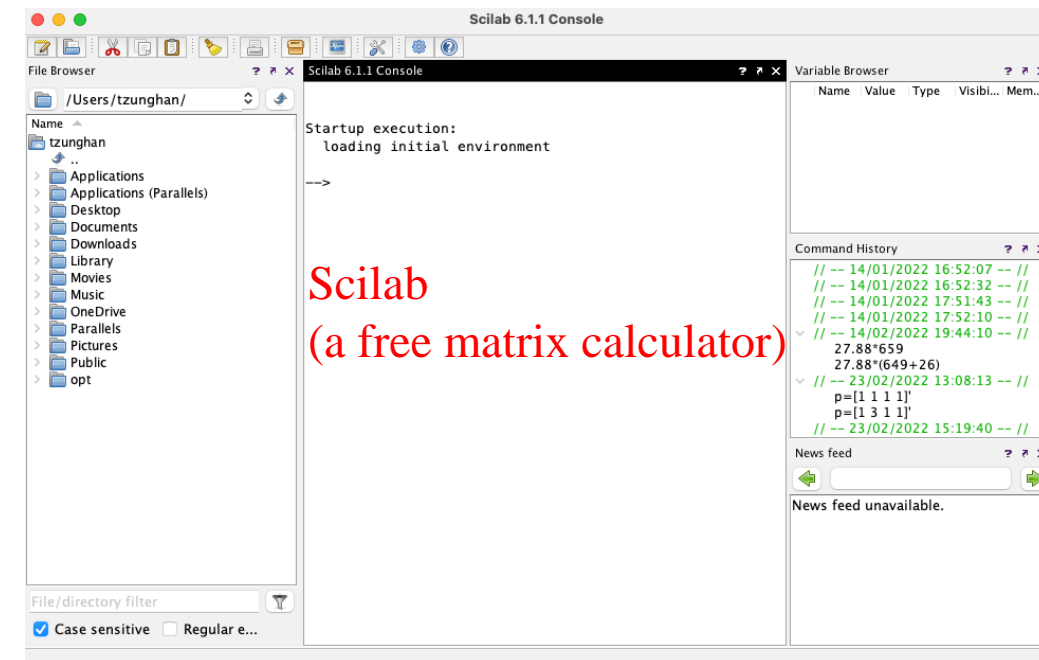 Scilab 6.1.1 Console
File Browser
/Users/tzunghan/
Name
tzunghan
..
Applications
Applications (Parallels)
Desktop
Documents
Downloads
Library
Movies
Music
OneDrive
Parallels
Pictures
Public
opt
File/directory filter
Case sensitive Regular e...
Scilab 6.1.1 Console
Startup execution:
loading initial environment
-->
Scilab
(a free matrix calculator)
Variable Browser
Name Value Type Visibi... Mem...
Command History
// -- 14/01/2022 16:52:07 -- //
// -- 14/01/2022 16:52:32 -- //
// -- 14/01/2022 17:51:43 -- //
// -- 14/01/2022 17:52:10 -- //
// -- 14/02/2022 19:44:10 -- //
27.88*659
27.88*(649+26)
// -- 23/02/2022 13:08:13 -- //
p=[1 1 1 1]'
p=[1 3 1 1]'
// -- 23/02/2022 15:19:40 -- //
News feed
News feed unavailable.